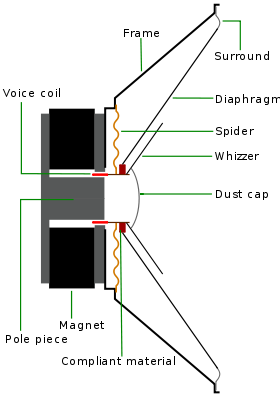 Frame
Surround
Voice coil
Diaphragm
Spider
Whizzer
Dust cap
Magnet
Pole piece
Compliant material